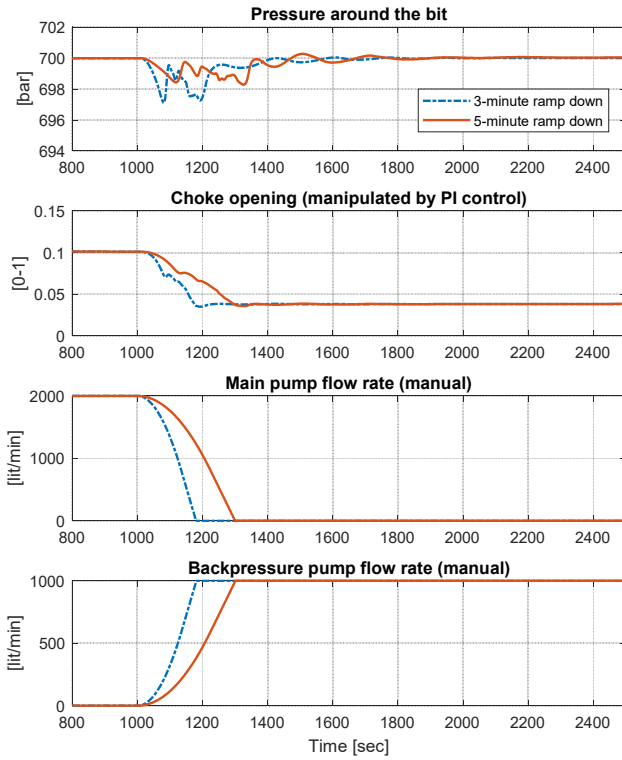 Pressure around the bit
702
700
698
696
694
[bar]
3-minute ramp down
5-minute ramp down
800 1000 1200 1400 1600 1800 2000 2200 2400
Choke opening (manipulated by PI control)
0.15
0.1
0.05
0
[0-1]
800 1000 1200 1400 1600 1800 2000 2200 2400
Main pump flow rate (manual)
2000
1000
0
[lit/min]
800 1000 1200 1400 1600 1800 2000 2200 2400
Backpressure pump flow rate (manual)
1000
500
0
[lit/min]
800 1000 1200 1400 1600 1800 2000 2200 2400
Time [sec]